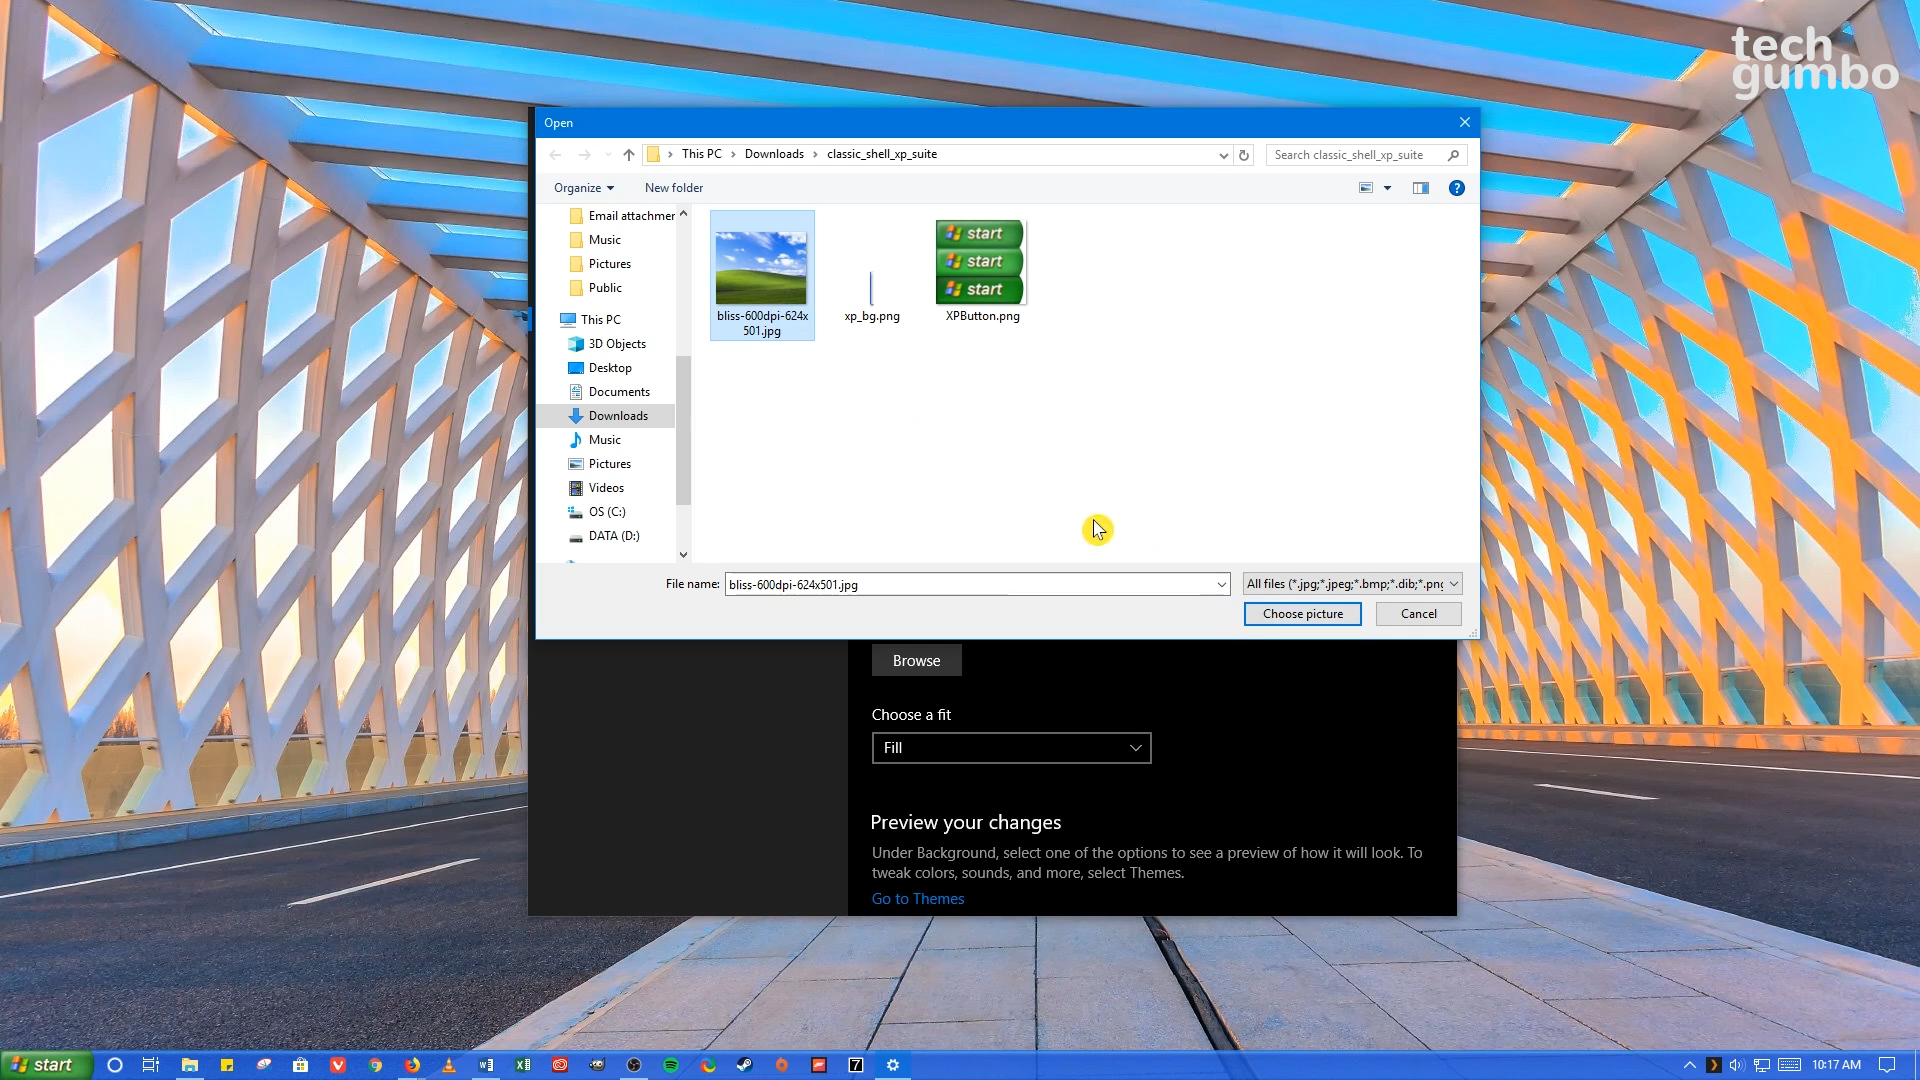 tech
gumbo
Open
This PC
Downloads
classic_shell_xp_suite
Search classic_shell_xp_suite
Organize
New folder
Email attachmer
Music
Pictures
Public
This PC
3D Objects
Desktop
Documents
Downloads
Music
Pictures
Videos
OS (C:)
DATA (D:)
bliss-600dpi-624x
501.jpg
xp_bg.png
start
start
start
XPButton.png
File name:
bliss-600dpi-624x501.jpg
All files (*.jpg;*.jpeg;*.bmp;*.dib;*.png
Choose picture
Cancel
Browse
Choose a fit
Fill
Preview your changes
Under Background, select one of the options to see a preview of how it will look. To
tweak colors, sounds, and more, select Themes.
Go to Themes
start
10:17 AM